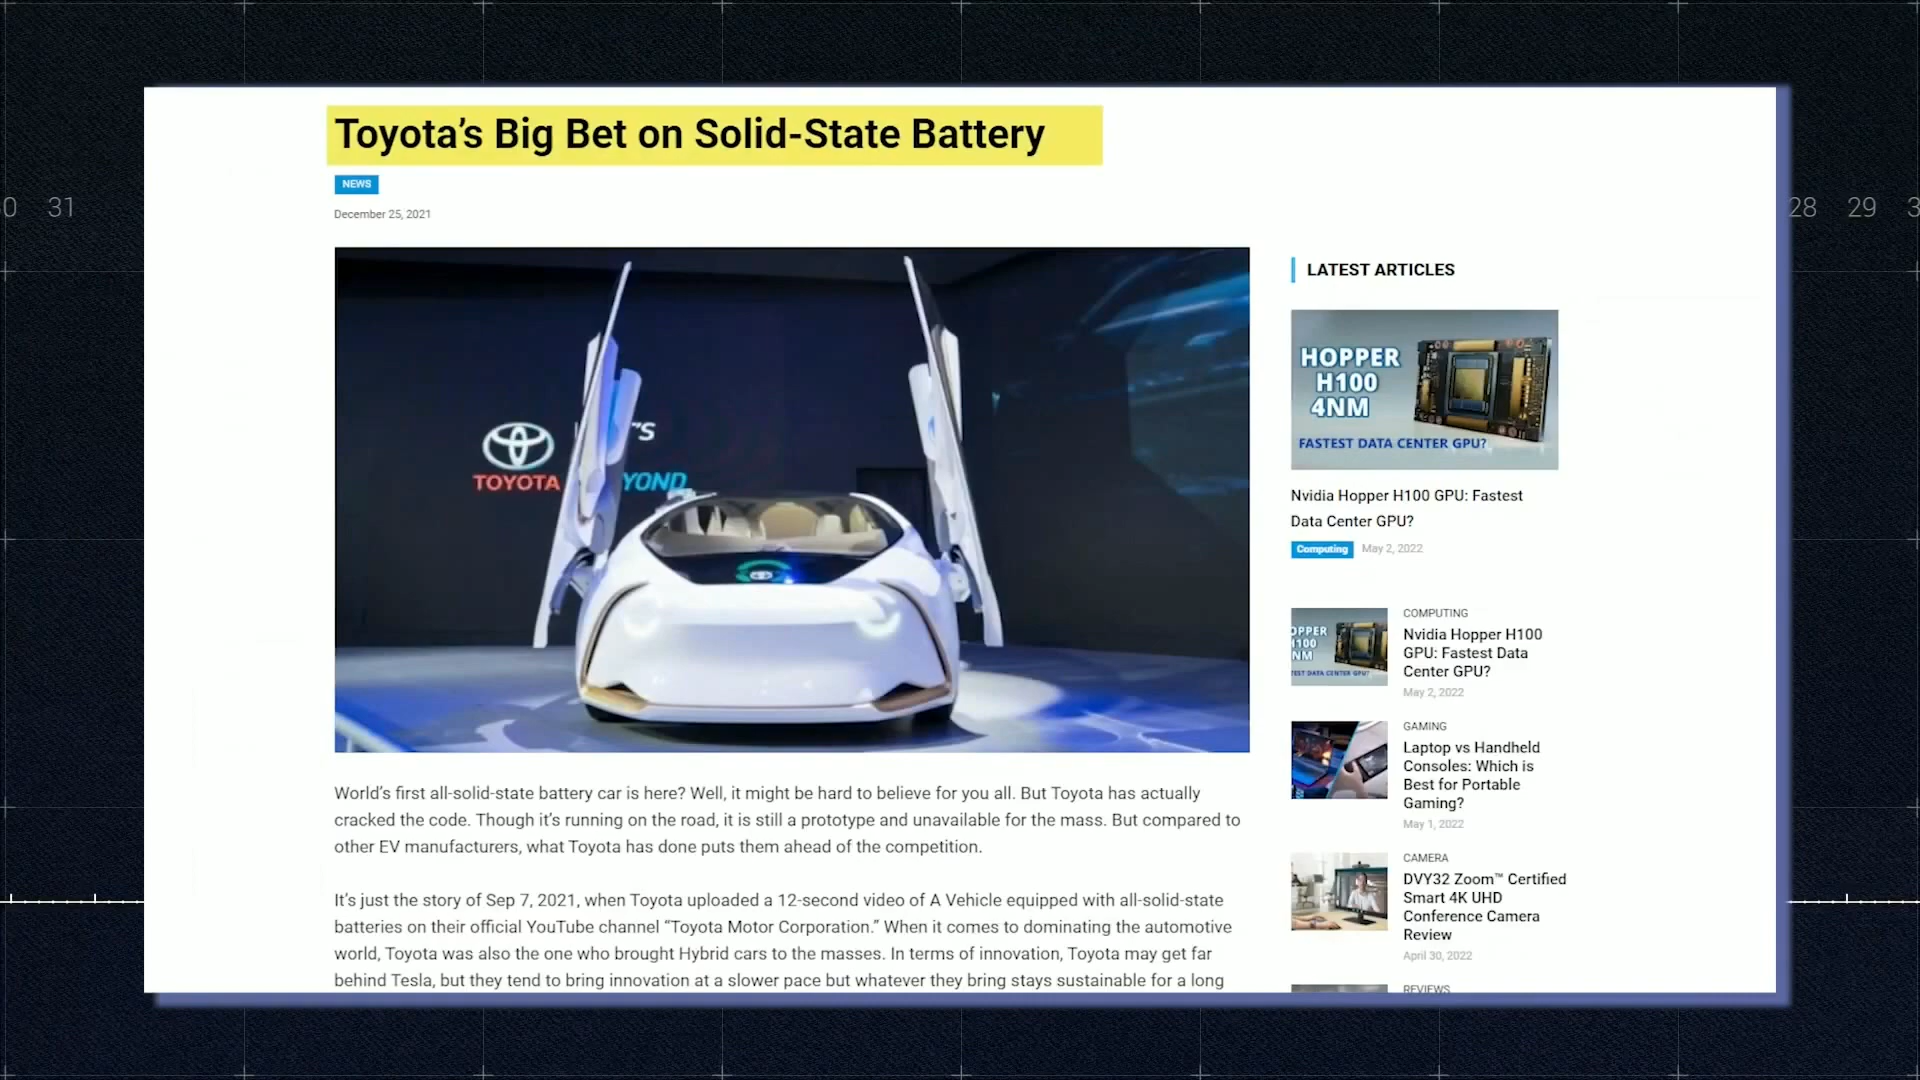 Toyota’s Big Bet on Solid-State Battery
NEWS
December 25, 2021
31
28 29
TOYOTA
LATEST ARTICLES
HOPPER
H100
4NM
FASTEST DATA CENTER GPU?
Nvidia Hopper H100 GPU: Fastest
Data Center GPU?
Computing May 2, 2022
COMPUTING
Nvidia Hopper H100
GPU: Fastest Data
Center GPU?
May 2, 2022
GAMING
Laptop vs Handheld
Consoles: Which is
Best for Portable
Gaming?
May 1, 2022
CAMERA
DVY32 Zoom™ Certified
Smart 4K UHD
Conference Camera
Review
April 30, 2022
REVIEWS
World’s first all-solid-state battery car is here? Well, it might be hard to believe for you all. But Toyota has actually
cracked the code. Though it’s running on the road, it is still a prototype and unavailable for the mass. But compared to
other EV manufacturers, what Toyota has done puts them ahead of the competition.
It’s just the story of Sep 7, 2021, when Toyota uploaded a 12-second video of A Vehicle equipped with all-solid-state
batteries on their official YouTube channel “Toyota Motor Corporation.” When it comes to dominating the automotive
world, Toyota was also the one who brought Hybrid cars to the masses. In terms of innovation, Toyota may get far
behind Tesla, but they tend to bring innovation at a slower pace but whatever they bring stays sustainable for a long